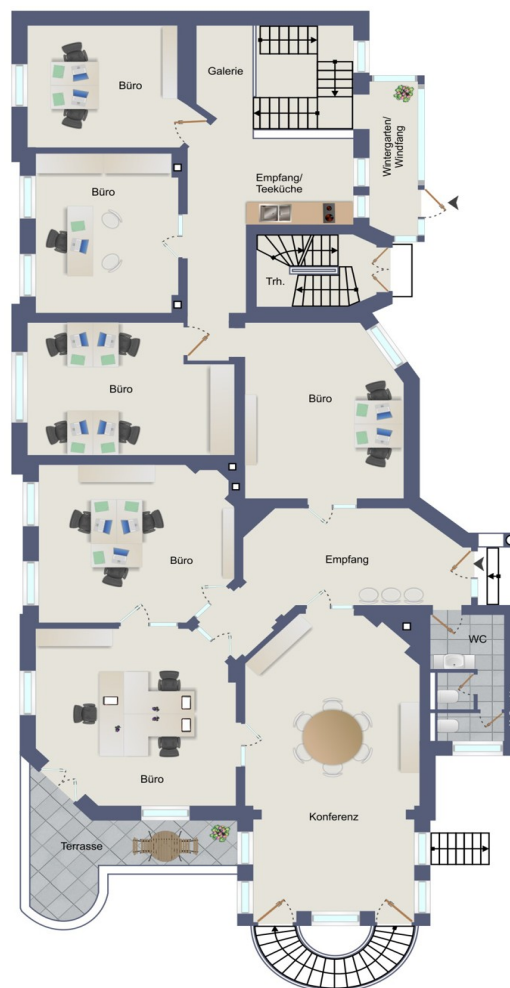 Galerie
Büro
Wintergarten/
Windfang
Büro
Empfang/
Teeküche
Trh.
Büro
Büro
Büro
Empfang
WC
Büro
Konferenz
Terrasse